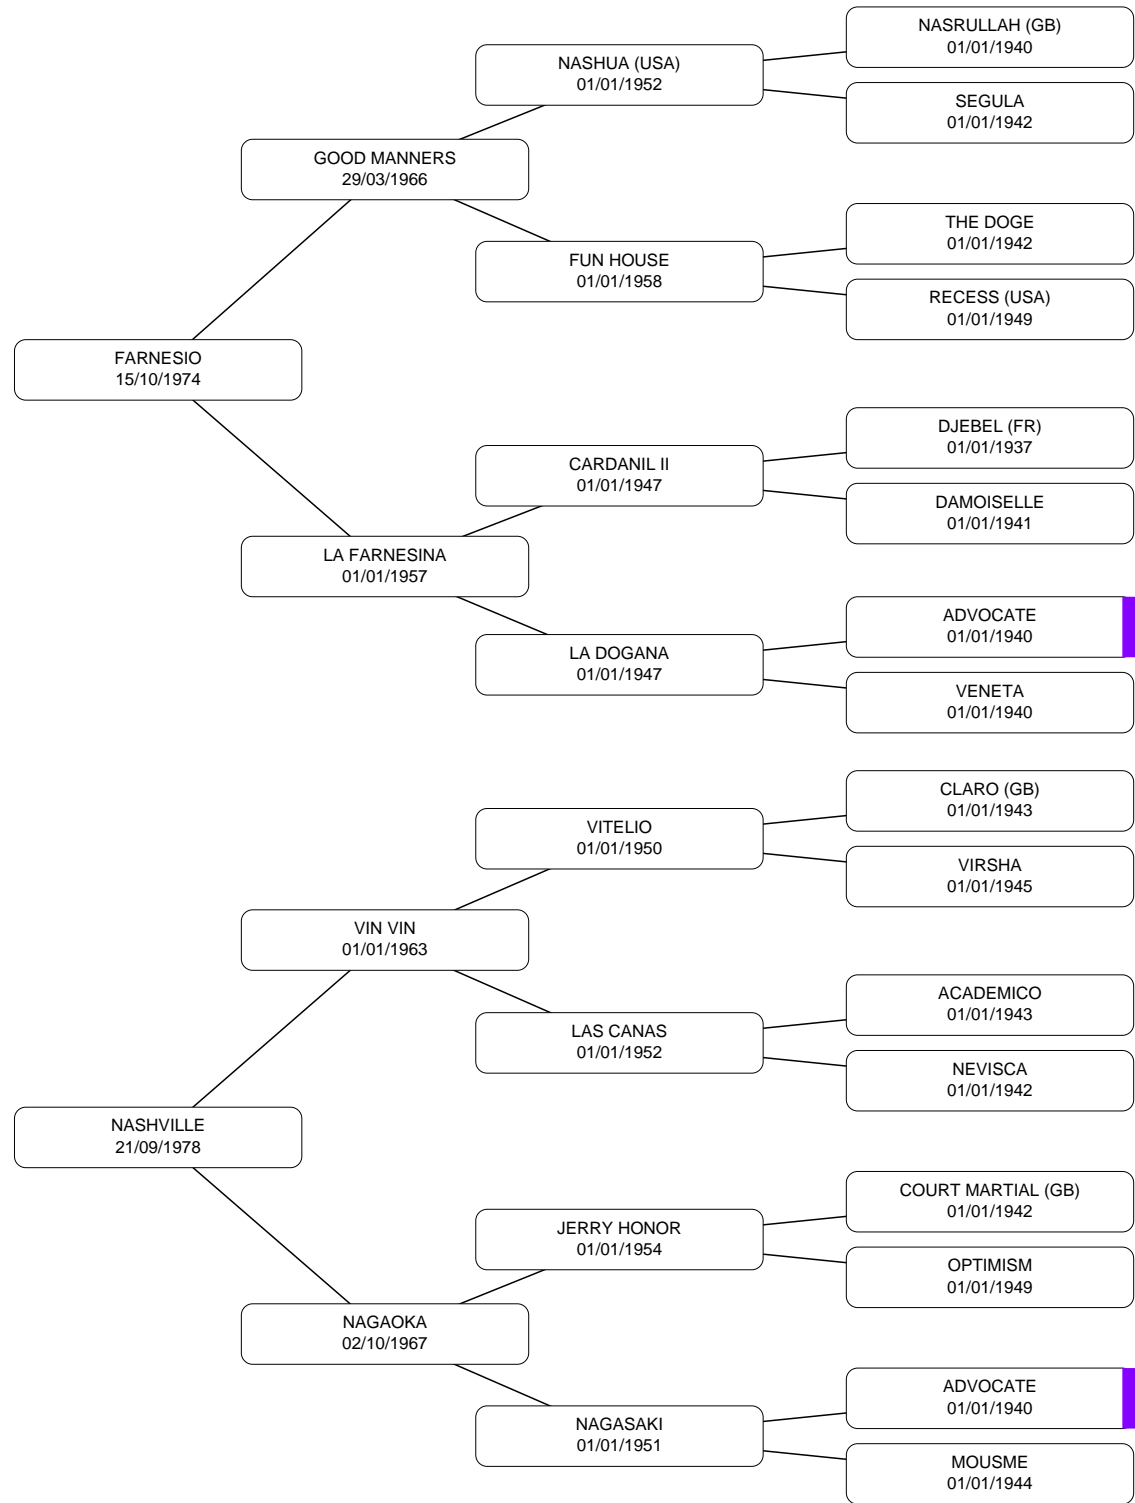 NASRULLAH (GB)
01/01/1940
NASHUA (USA)
01/01/1952
SEGULA
01/01/1942
GOOD MANNERS
29/03/1966
THE DOGE
01/01/1942
FUN HOUSE
01/01/1958
RECESS (USA)
01/01/1949
FARNESIO
15/10/1974
DJEBEL (FR)
01/01/1937
CARDANIL II
01/01/1947
DAMOISELLE
01/01/1941
LA FARNESINA
01/01/1957
ADVOCATE
01/01/1940
LA DOGANA
01/01/1947
VENETA
01/01/1940
CLARO (GB)
01/01/1943
VITELIO
01/01/1950
VIRSHA
01/01/1945
VIN VIN
01/01/1963
ACADEMICO
01/01/1943
LAS CANAS
01/01/1952
NEVISCA
01/01/1942
NASHVILLE
21/09/1978
COURT MARTIAL (GB)
01/01/1942
JERRY HONOR
01/01/1954
OPTIMISM
01/01/1949
NAGAOKA
02/10/1967
ADVOCATE
01/01/1940
NAGASAKI
01/01/1951
MOUSME
01/01/1944